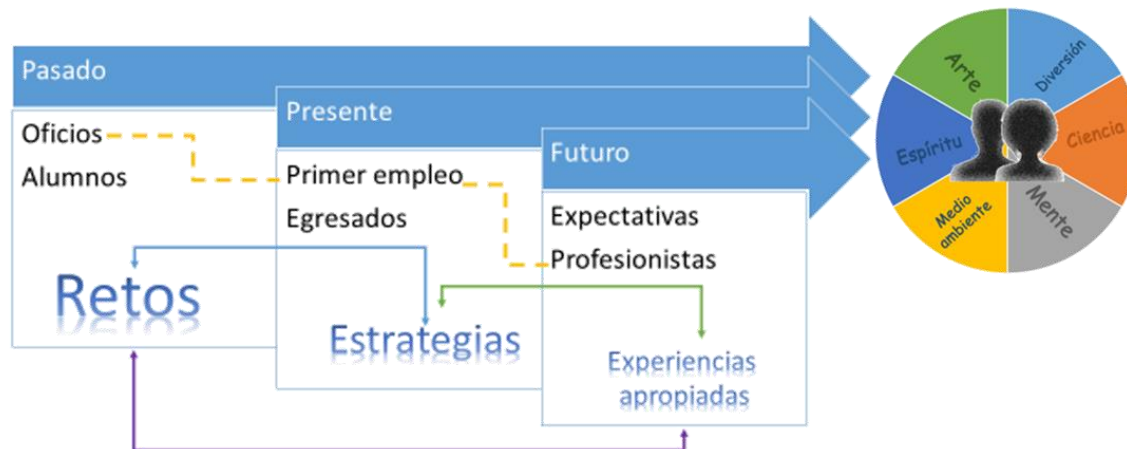 Pasado
Oficios
Alumnos
Retos
Presente
Primer empleo
Egresados
Estrategias
Futuro
Expectativas
Profesionistas
Experiencias
apropiadas
Arte
Diversión
Espíritu
Ciencia
Medio
ambiente
Mente